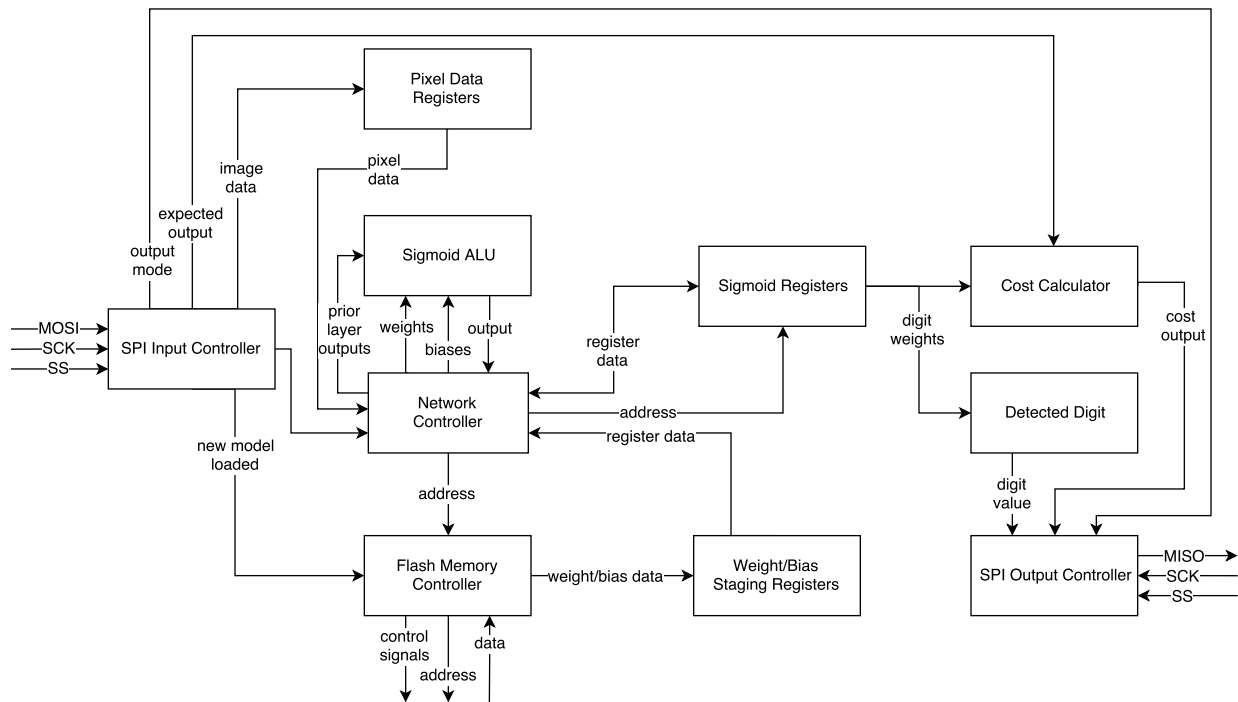 Pixel Data
Registers
image
data
pixel
data
expected
output
output
mode
Sigmoid ALU
Sigmoid Registers
Cost Calculator
prior
layer
outputs
weights
biases
output
MOSI
SCK
SS
SPI Input Controller
register
data
digit
weights
cost
output
Network
Controller
address
register data
Detected Digit
new model
loaded
address
digit
value
Flash Memory
Controller
weight/bias data
Weight/Bias
Staging Registers
SPI Output Controller
MISO
SCK
SS
control
signals
address
data